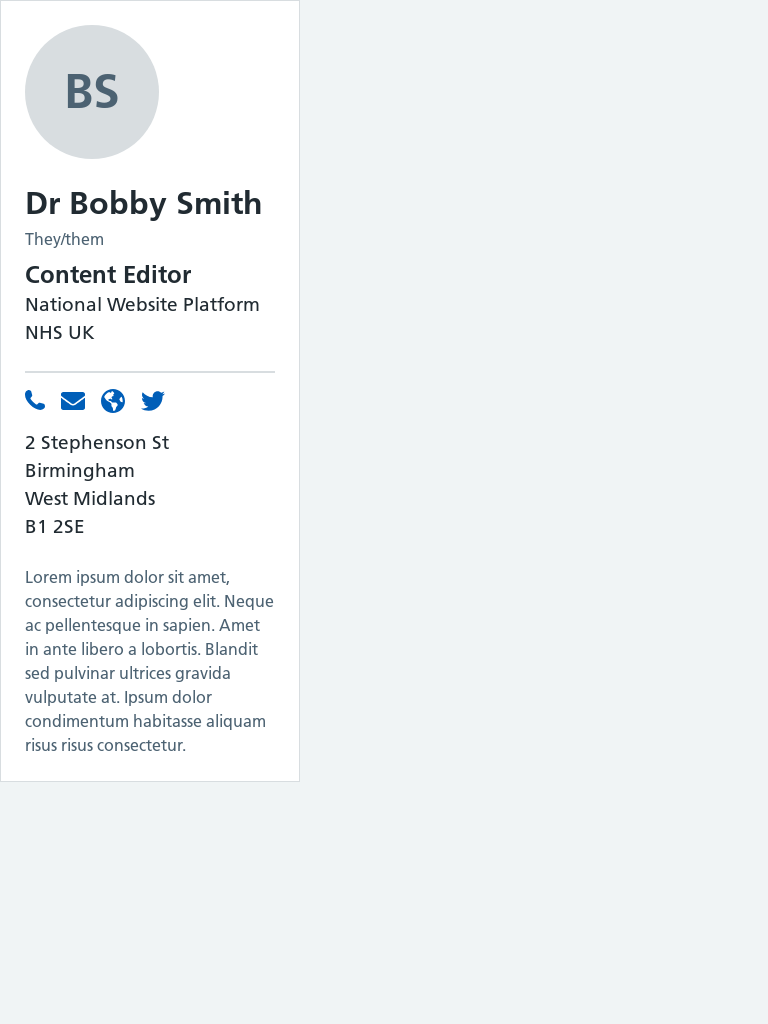 BS
Dr Bobby Smith
They/them
Content Editor
National Website Platform
NHS UK
2 Stephenson St
Birmingham
West Midlands
B1 2SE
Lorem ipsum dolor sit amet,
consectetur adipiscing elit. Neque
ac pellentesque in sapien. Amet
in ante libero a lobortis. Blandit
sed pulvinar ultrices gravida
vulputate at. Ipsum dolor
condimentum habitasse aliquam
risus risus consectetur.